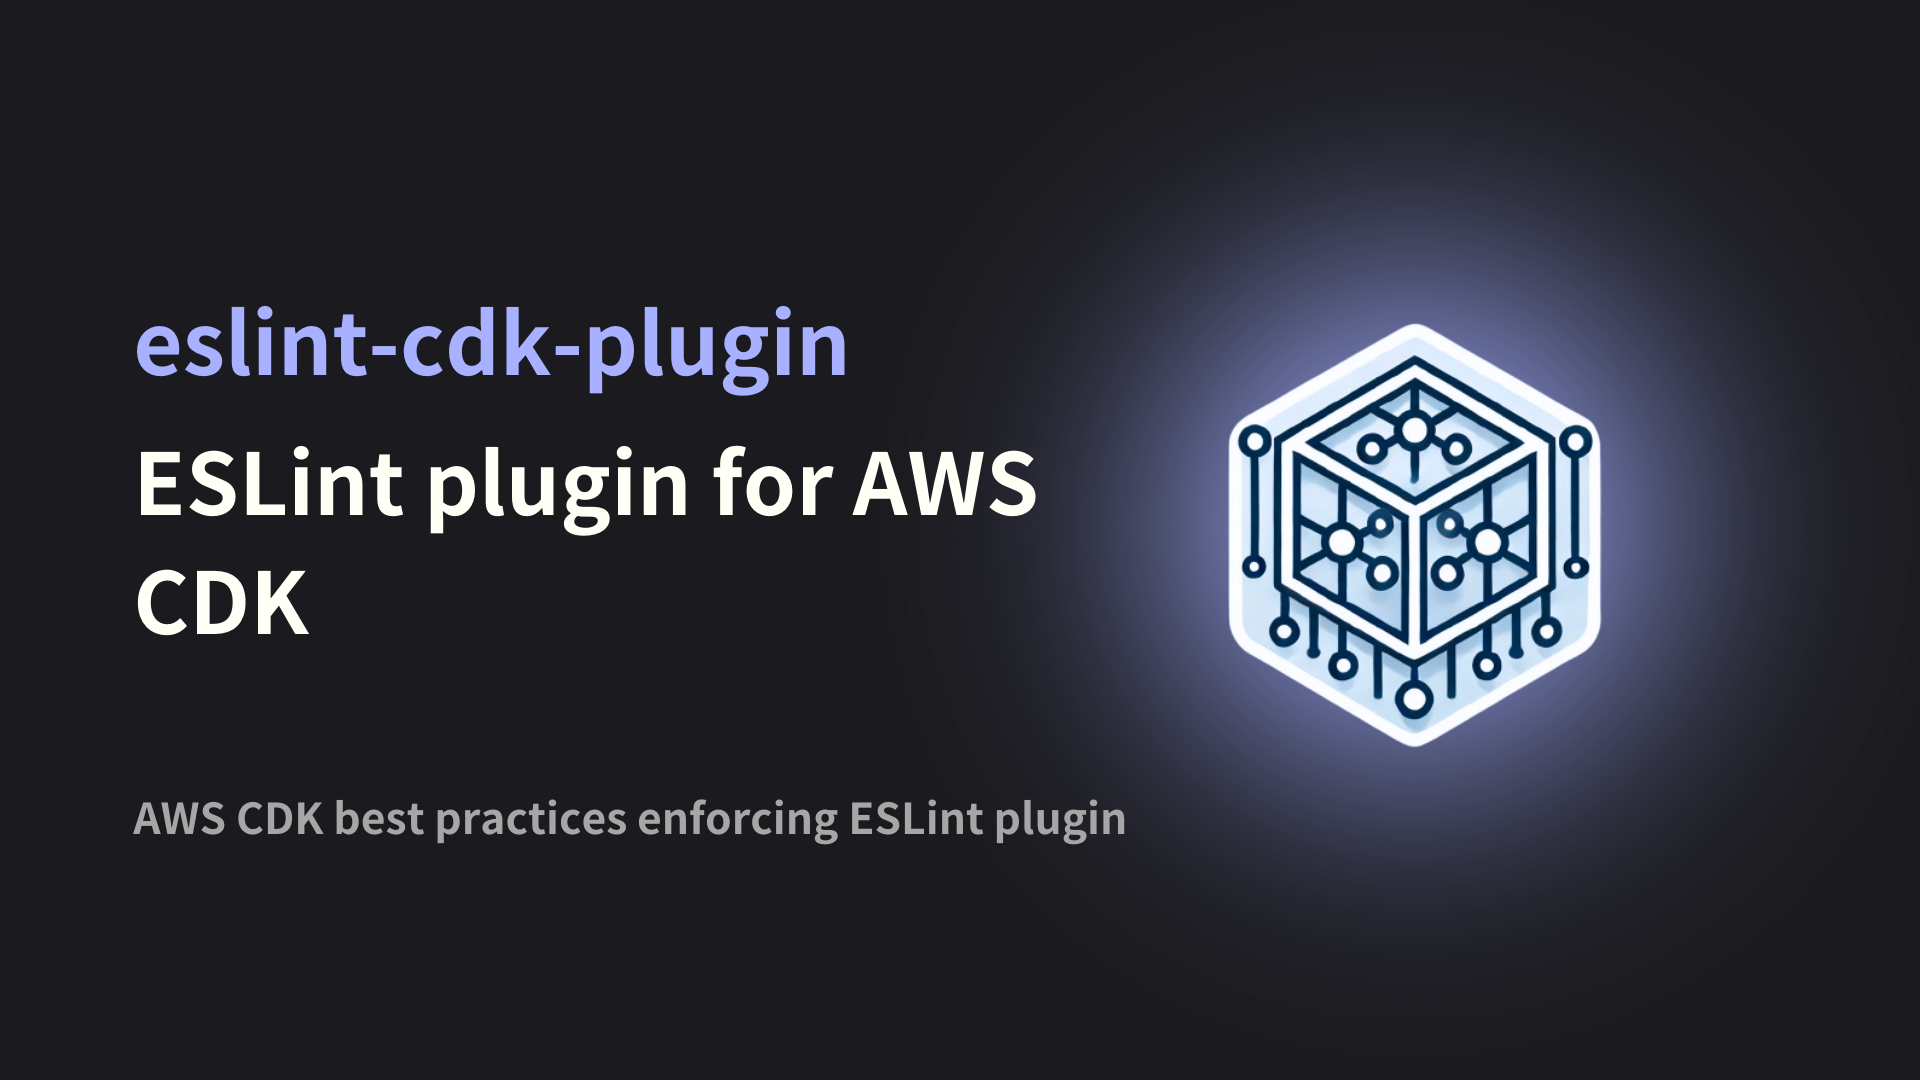 eslint-cdk-plugin
ESLint plugin for AWS
CDK
AWS CDK best practices enforcing ESLint plugin